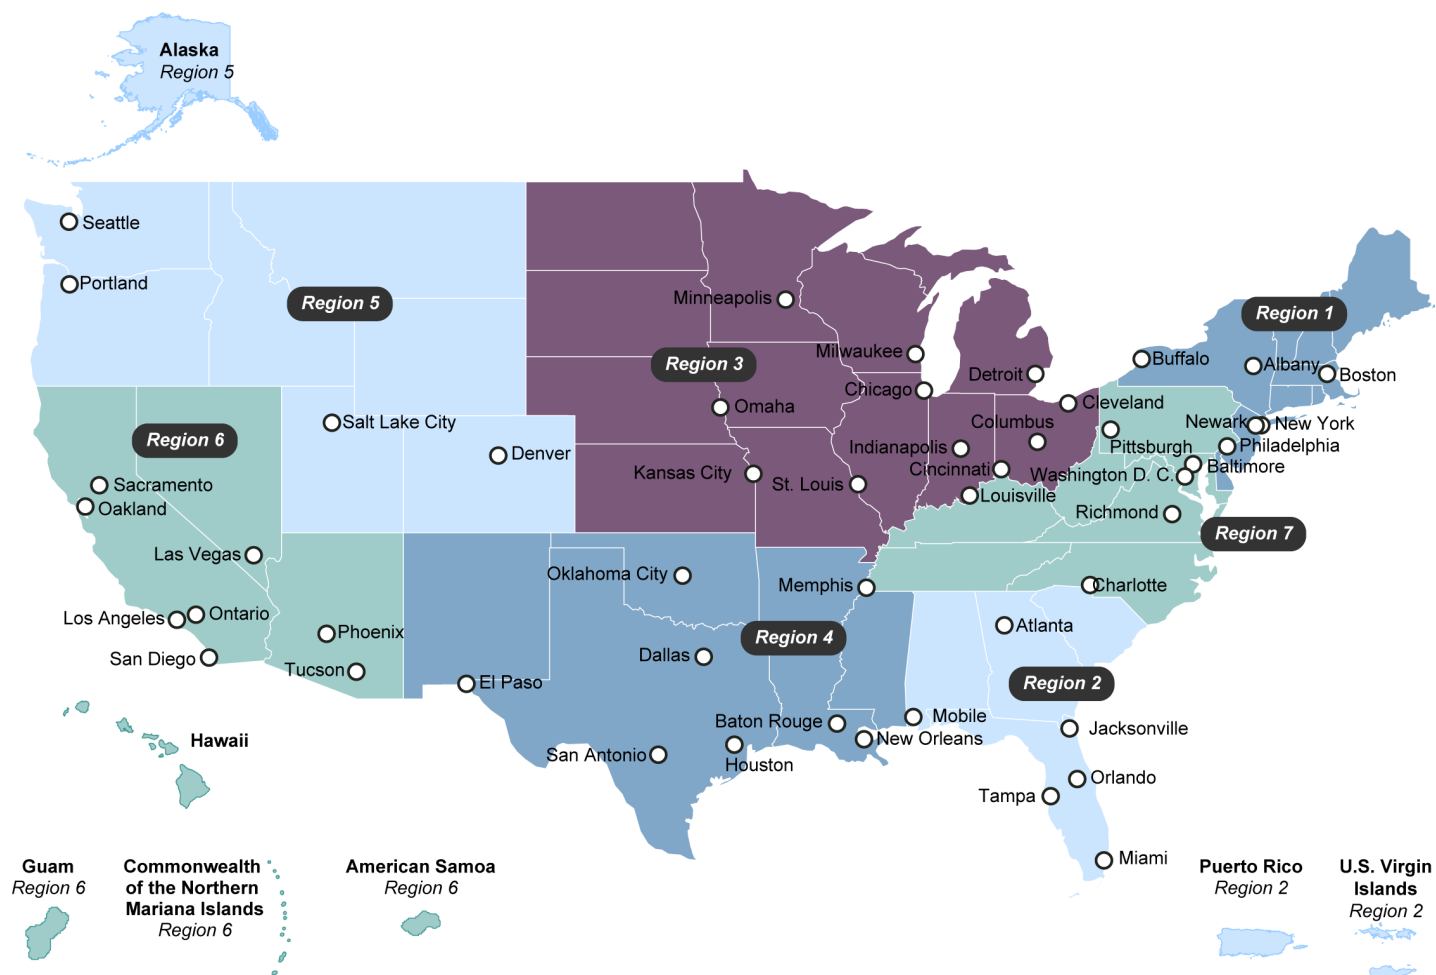 Alaska
Region 5
Seattle
Portland
Region 5
Region 1
Minneapolis
Milwaukee
Buffalo
Albany
Region 3
Detroit
Boston
Chicago
Cleveland
Omaha
Salt Lake City
Columbus
Newark
New York
Region 6
Indianapolis
Pittsburgh
Philadelphia
Denver
Cincinnati
Baltimore
Kansas City
Washington D. C.
Sacramento
St. Louis
Louisville
Oakland
Richmond
Region 7
Las Vegas
Oklahoma City
Memphis
Charlotte
Los Angeles
Ontario
Phoenix
Atlanta
Region 4
San Diego
Tucson
Dallas
El Paso
Region 2
Baton Rouge
Mobile
Jacksonville
Hawaii
New Orleans
San Antonio
Houston
Orlando
Tampa
Miami
Guam
Region 6
Commonwealth
of the Northern
Mariana Islands
Region 6
American Samoa
Region 6
Puerto Rico
Region 2
U.S. Virgin
Islands
Region 2